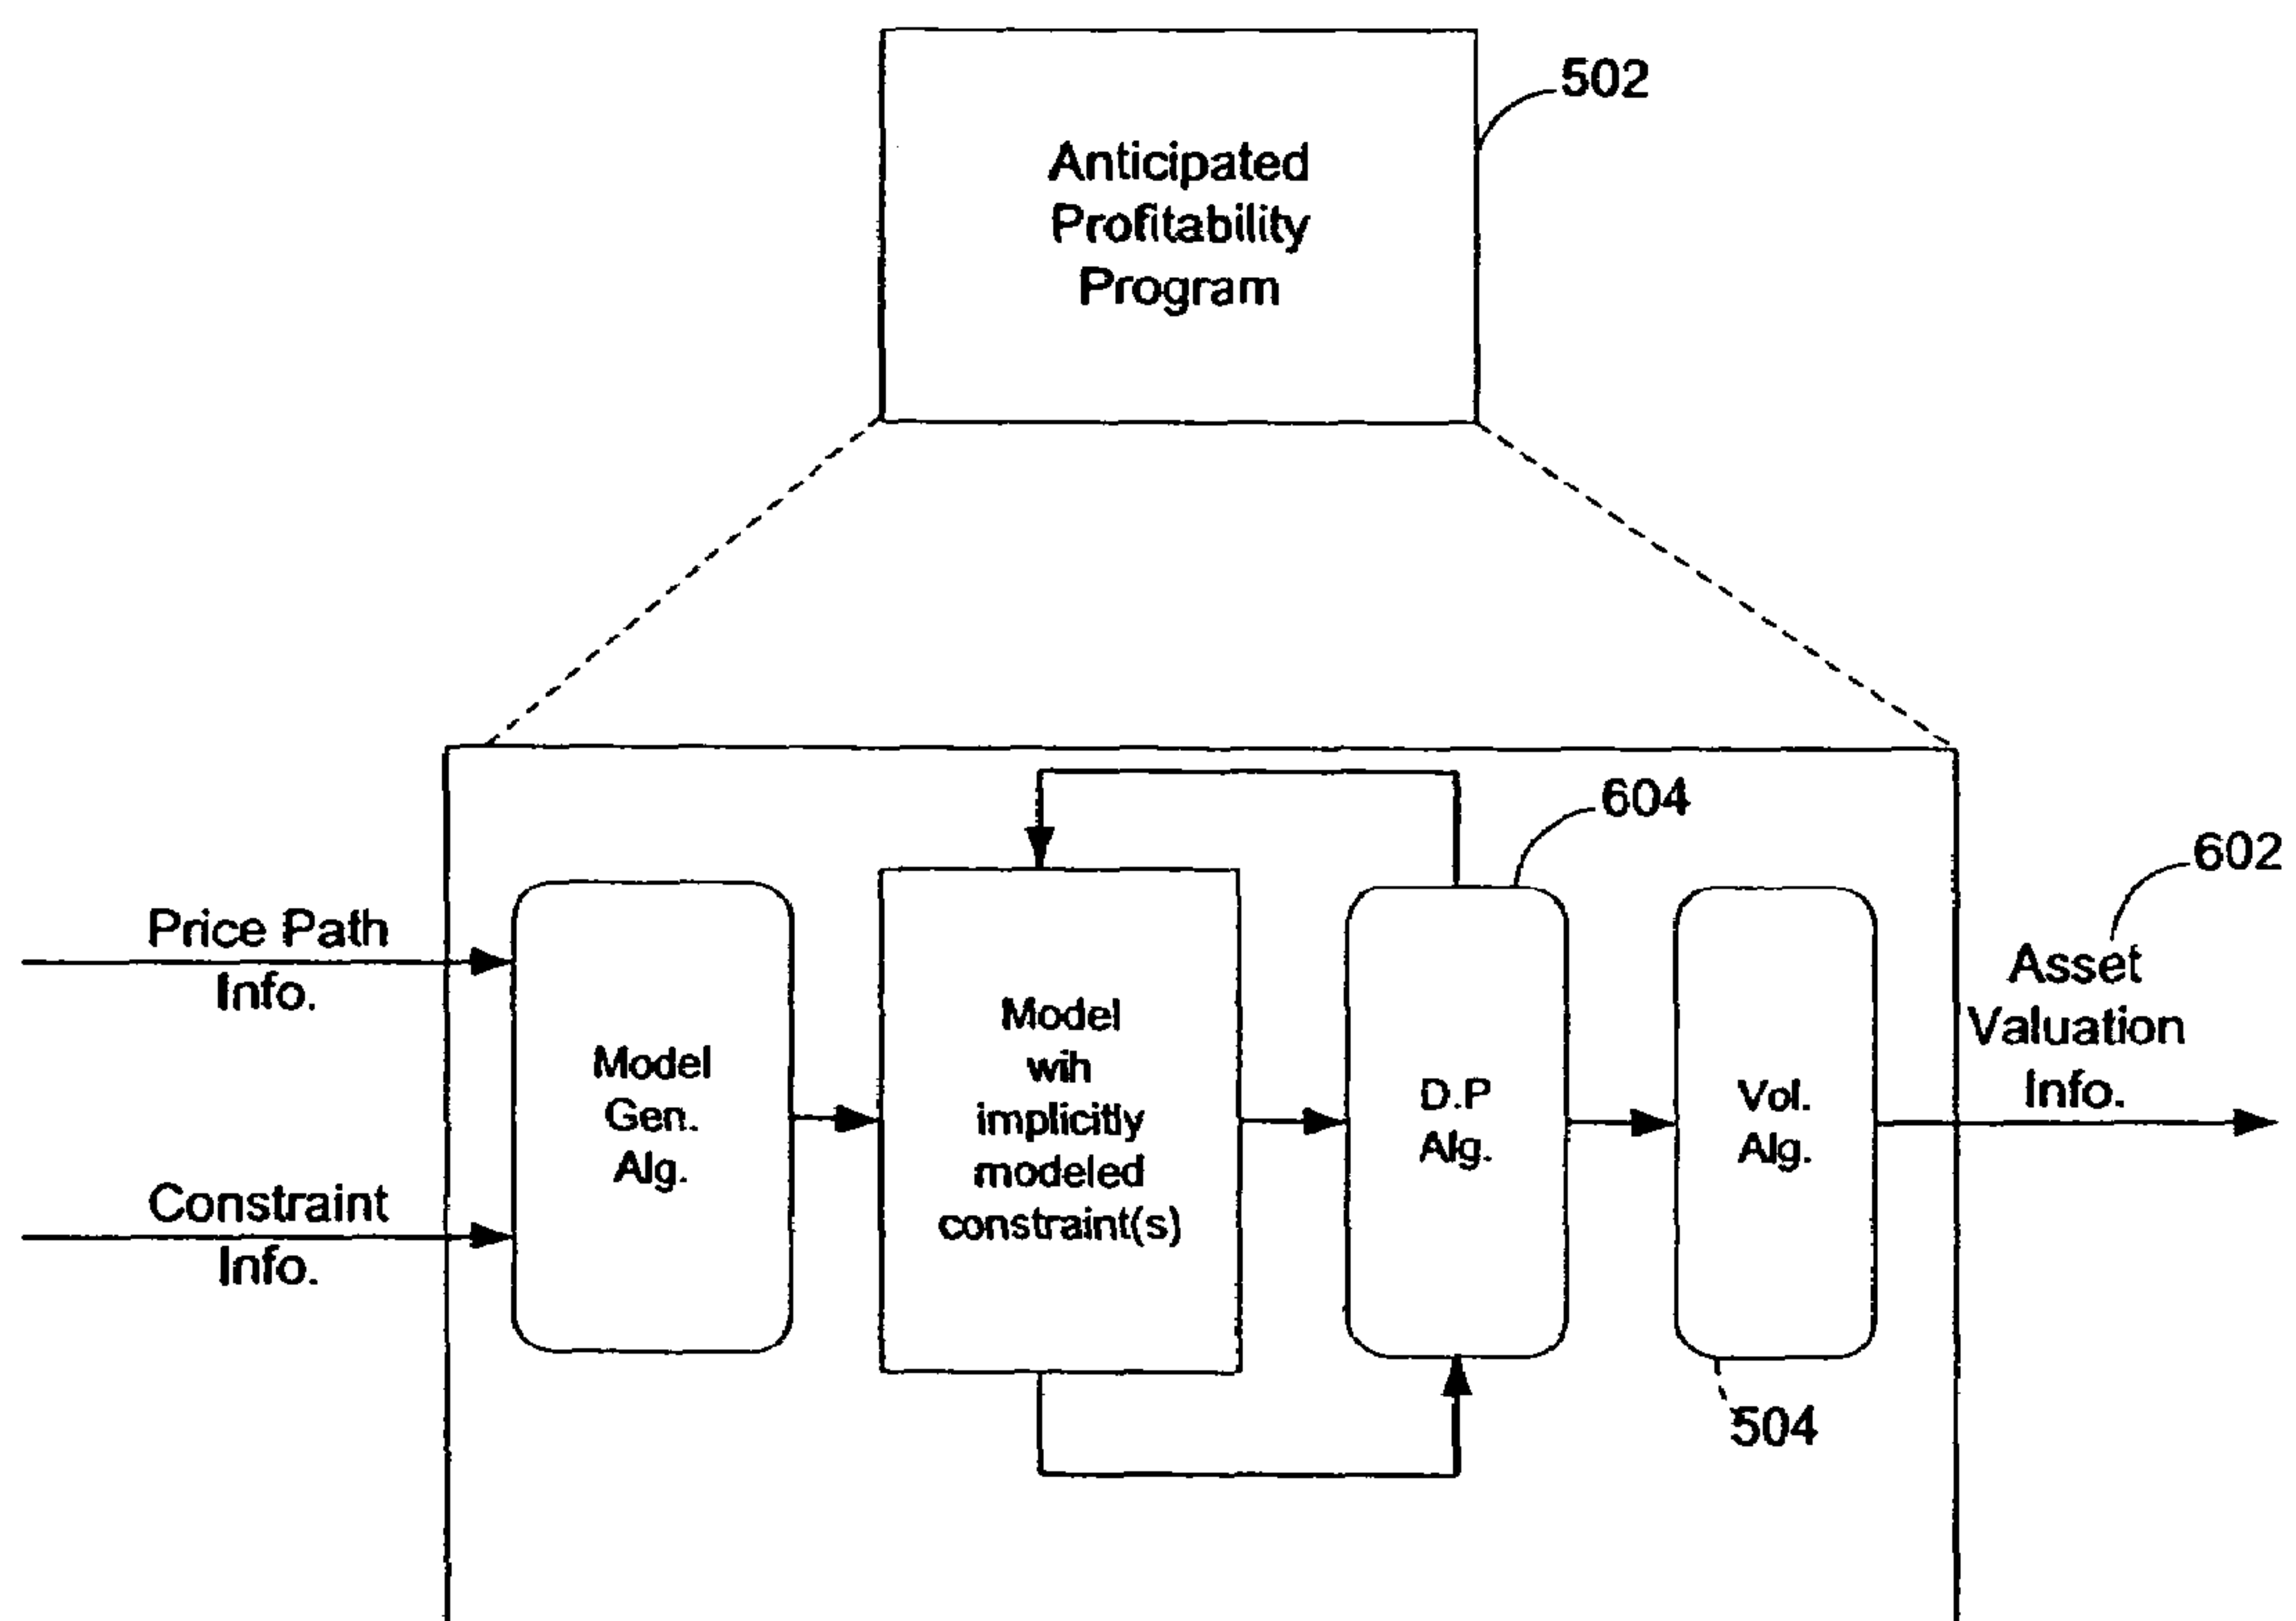 502
Anticipated
Profitability
Program
604
602
Price Path
Info.
Constraint
Info.
Model
Gen.
Alg.
Model
wih
implicitly
modeled
constraint(s)
D.P
Alg.
Vol.
Alg.
504
Asset
Valuation
Info.